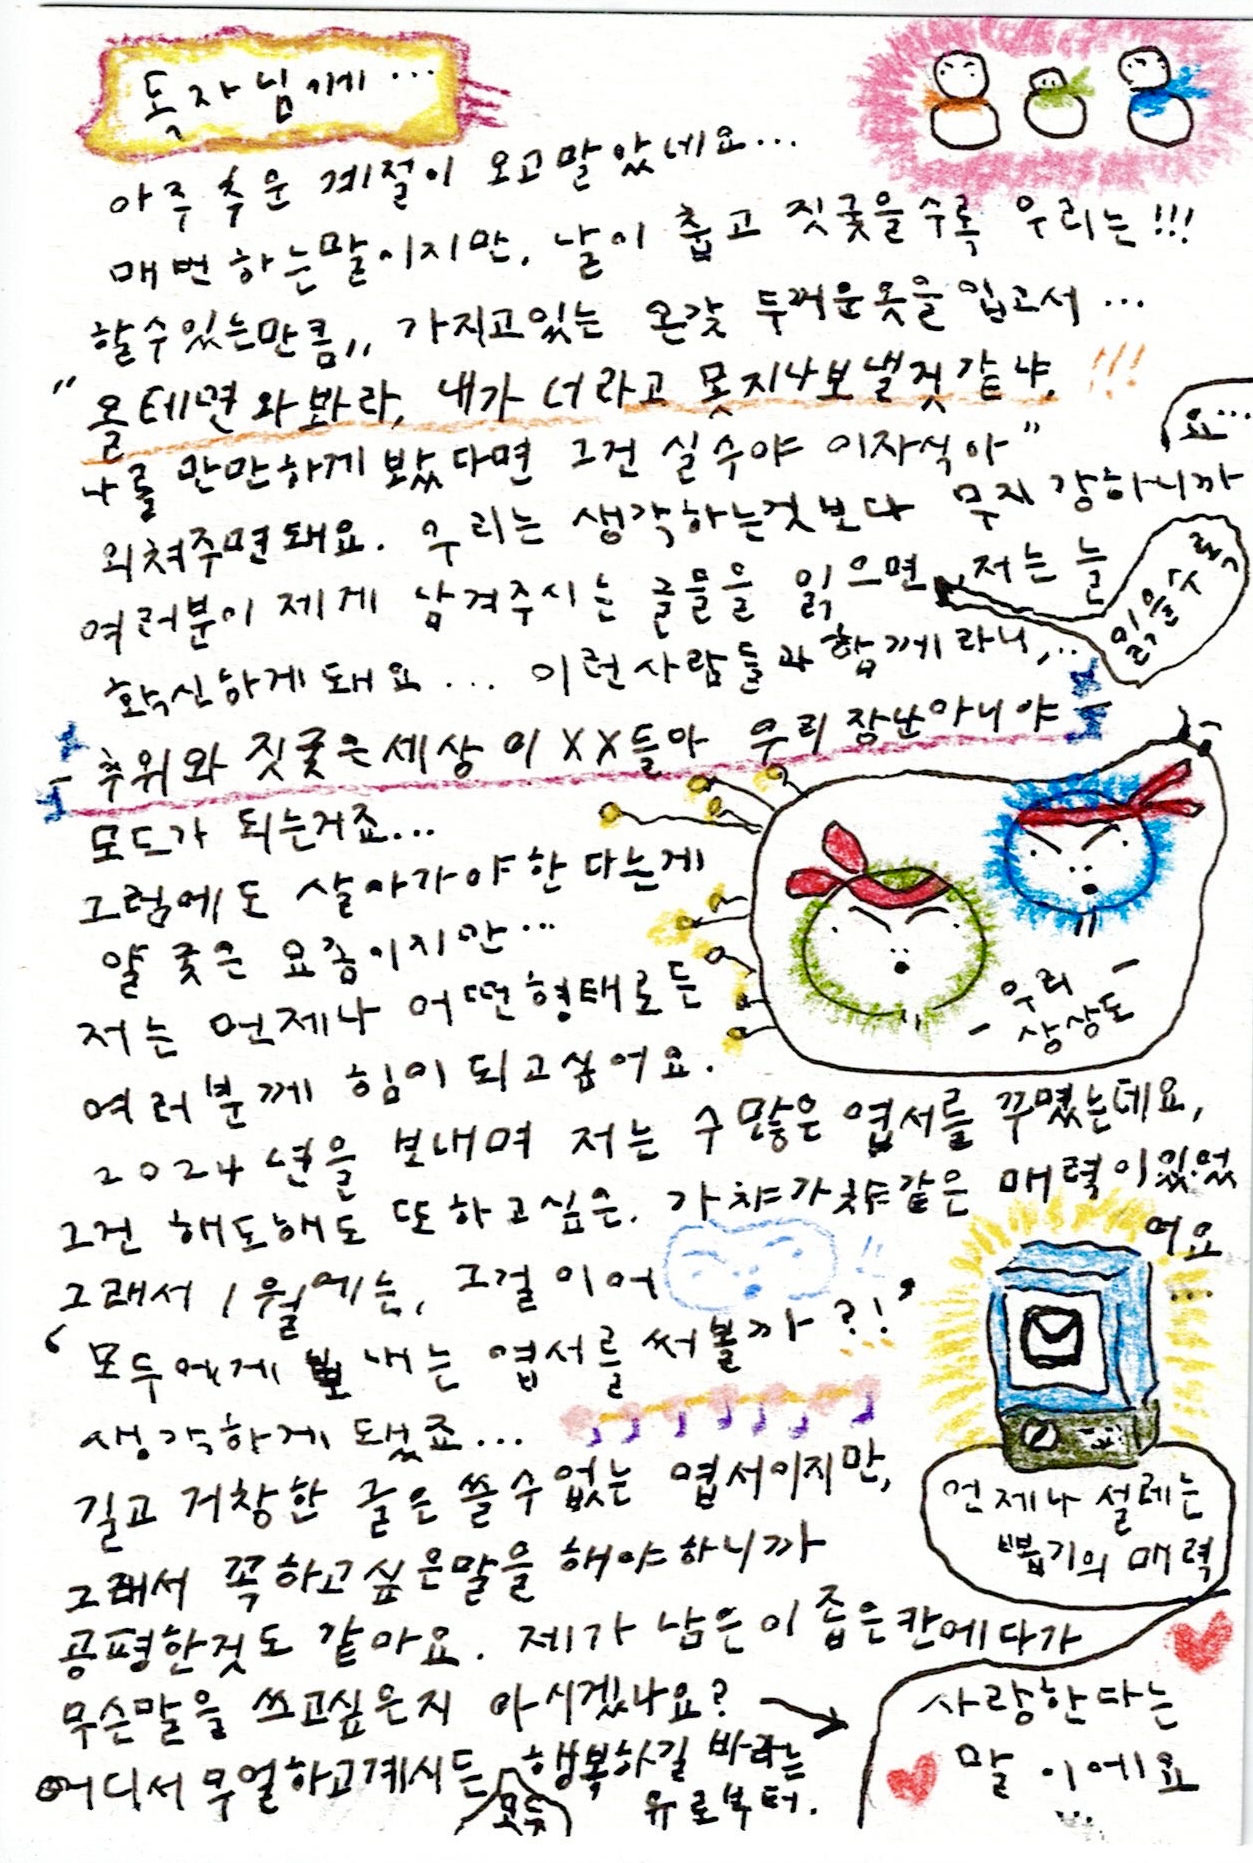 독자님께...
아주 추운 계절이 오고말았네요...
매번 하는말이지만, 날이 춥고 짓궂을수록 우리는!!!
할수있는만큼,, 가지고있는 온갖 두꺼운옷을 입고서...
"올테면와봐라, 내가 너라고 못지나보낼것같냐, !!!
나를 만만하게 봤다면 그건 실수야 이자식아"
외쳐주면돼요. 우리는 생각하는것보다 무지 강하니까
요...
여러분이 제게 남겨주시는 글들을 읽으면, 저는 늘
읽을 다시
확신하게돼요... 이런사람들과 함께라니,...
- 추위와 짓궂은세상 이XX들아 우리 장난아니야 -
모드가 되는거죠...
그럼에도 살아가야한다는게
얄궂은 요즘이지만...
저는 언제나 어떤형태로든
여러분께 힘이 되고싶어요.
- 우리 상상도 -
2024년을 보내며 저는 수많은 엽서를 꾸몄는데요,
그건 해도해도 또하고싶은, 가챠가챠같은 매력이있었
어요...
그래서 1월에는, 그걸 이어 !!
'모두에게 보내는 엽서를 써볼까?!'
생각하게 됐죠...
길고 거창한 글은 쓸수없는 엽서이지만,
언제나 설레는
뽑기의 매력
그래서 꼭하고싶은말을 해야하니까
공평한것도 같아요. 제가 남은 이 좁은칸에다가
무슨말을 쓰고싶은지 아시겠나요? →
사랑한다는
말이에요
어디서 무얼하고계시든, 모두 행복하길 바라는
유로부터.